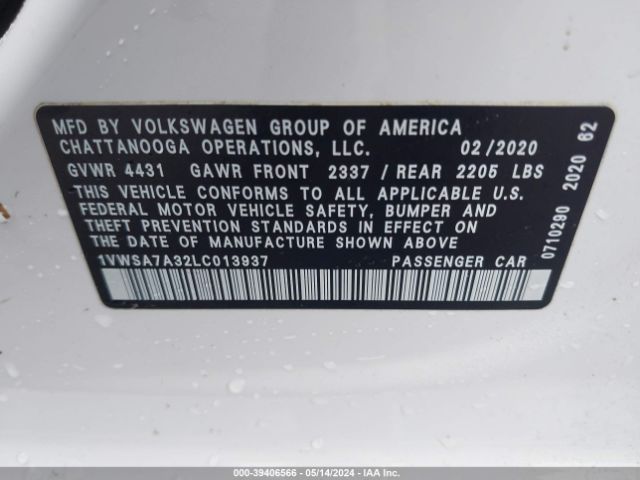 MFD BY VOLKSWAGEN GROUP OF AMERICA
CHATTANOOGA OPERATIONS, LLC. 02/2020
GVWR 4431 GAWR FRONT 2337 / REAR 2205 LBS
THIS VEHICLE CONFORMS TO ALL APPLICABLE U.S.
FEDERAL MOTOR VEHICLE SAFETY, BUMPER AND
THEFT PREVENTION STANDARDS IN EFFECT ON
THE DATE OF MANUFACTURE SHOWN ABOVE
1VWSA7A32LC013937 PASSENGER CAR
0710290 2020 62
000-39406566 - 05/14/2024 - IAA Inc.